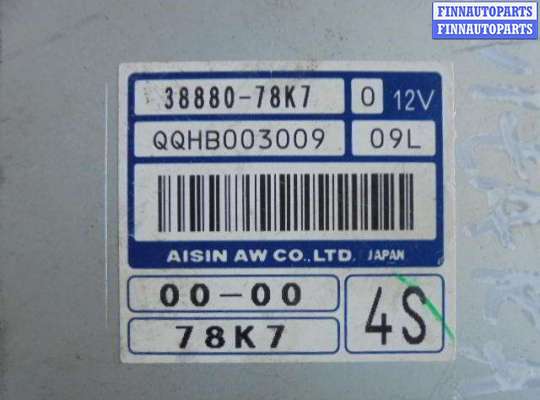 FINNAUTOPARTS
FINNAUTOPARTS
38880-78K7 0 12V
QQHB003009 09L
AISIN AW CO.,LTD. JAPAN
00-00
78K7
4S